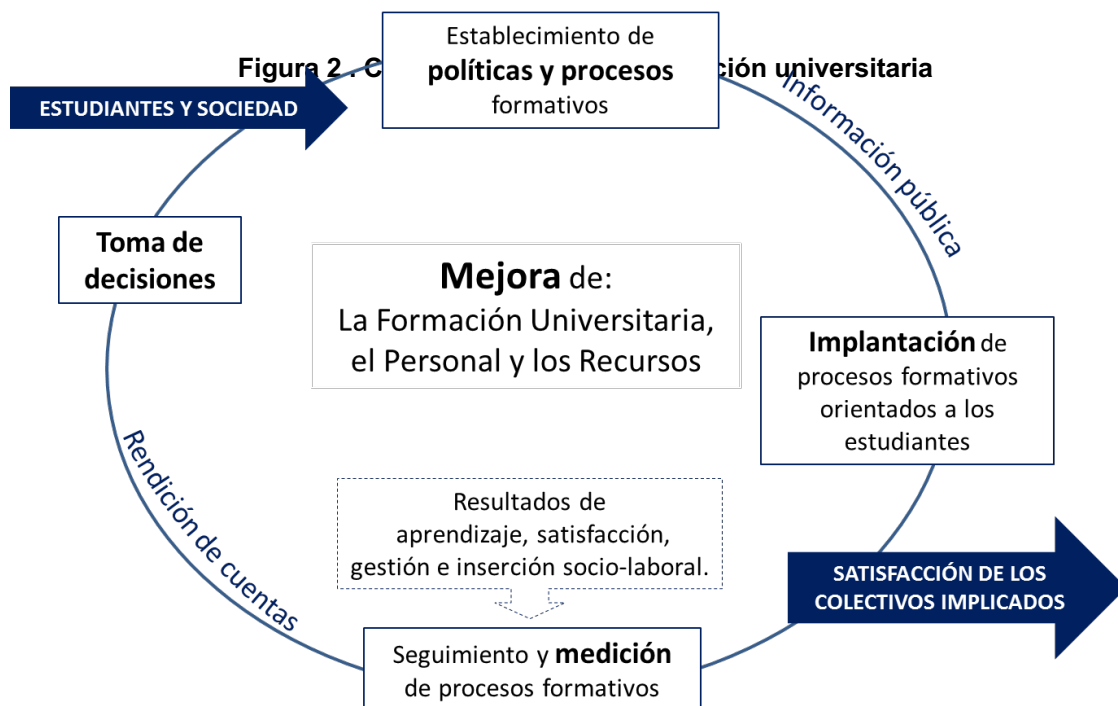 Establecimiento de
políticas y procesos
formativos
Figura 2 . C ción universitaria
ESTUDIANTES Y SOCIEDAD
Información pública
Toma de
decisiones
Mejora de:
La Formación Universitaria,
el Personal y los Recursos
Implantación de
procesos formativos
orientados a los
estudiantes
Rendición de cuentas
Resultados de
aprendizaje, satisfacción,
gestión e inserción socio-laboral.
SATISFACCIÓN DE LOS
COLECTIVOS IMPLICADOS
Seguimiento y medición
de procesos formativos